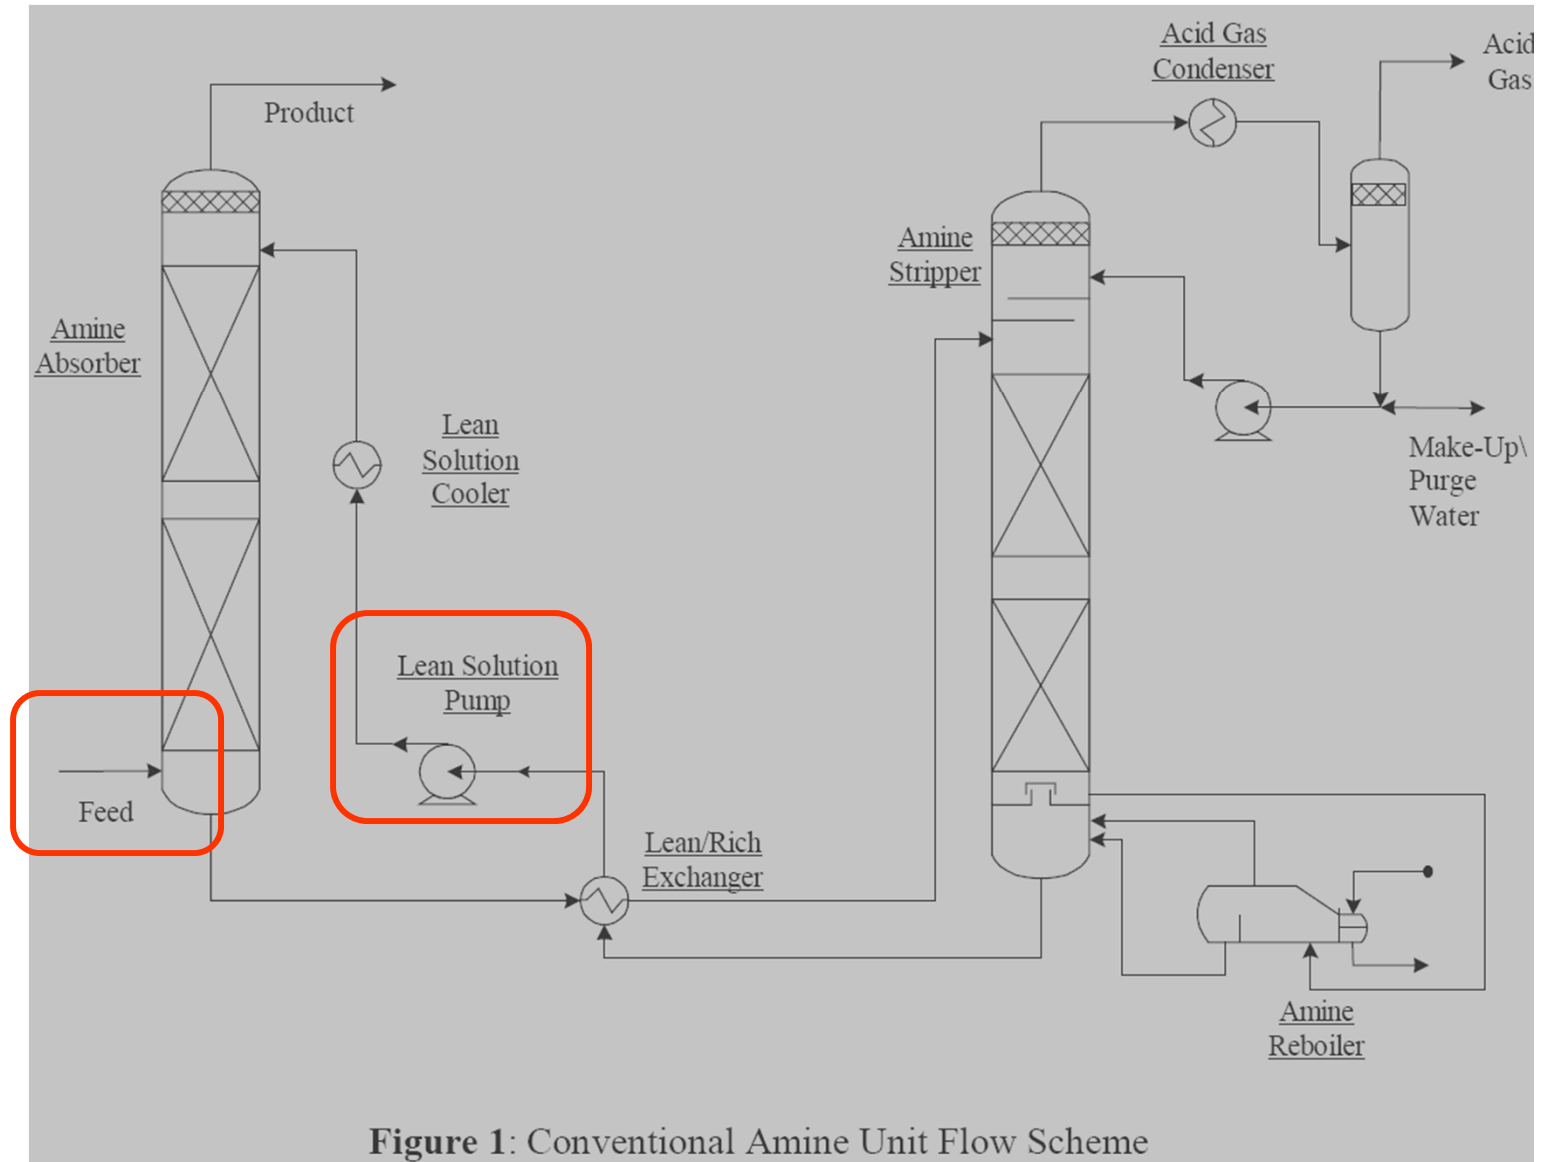 Acid Gas
Condenser
Acid
Gas
Product
Amine
Stripper
Amine
Absorber
Lean
Solution
Cooler
Make-Up\
Purge
Water
Lean Solution
Pump
Feed
Lean/Rich
Exchanger
Amine
Reboiler
Figure 1: Conventional Amine Unit Flow Scheme